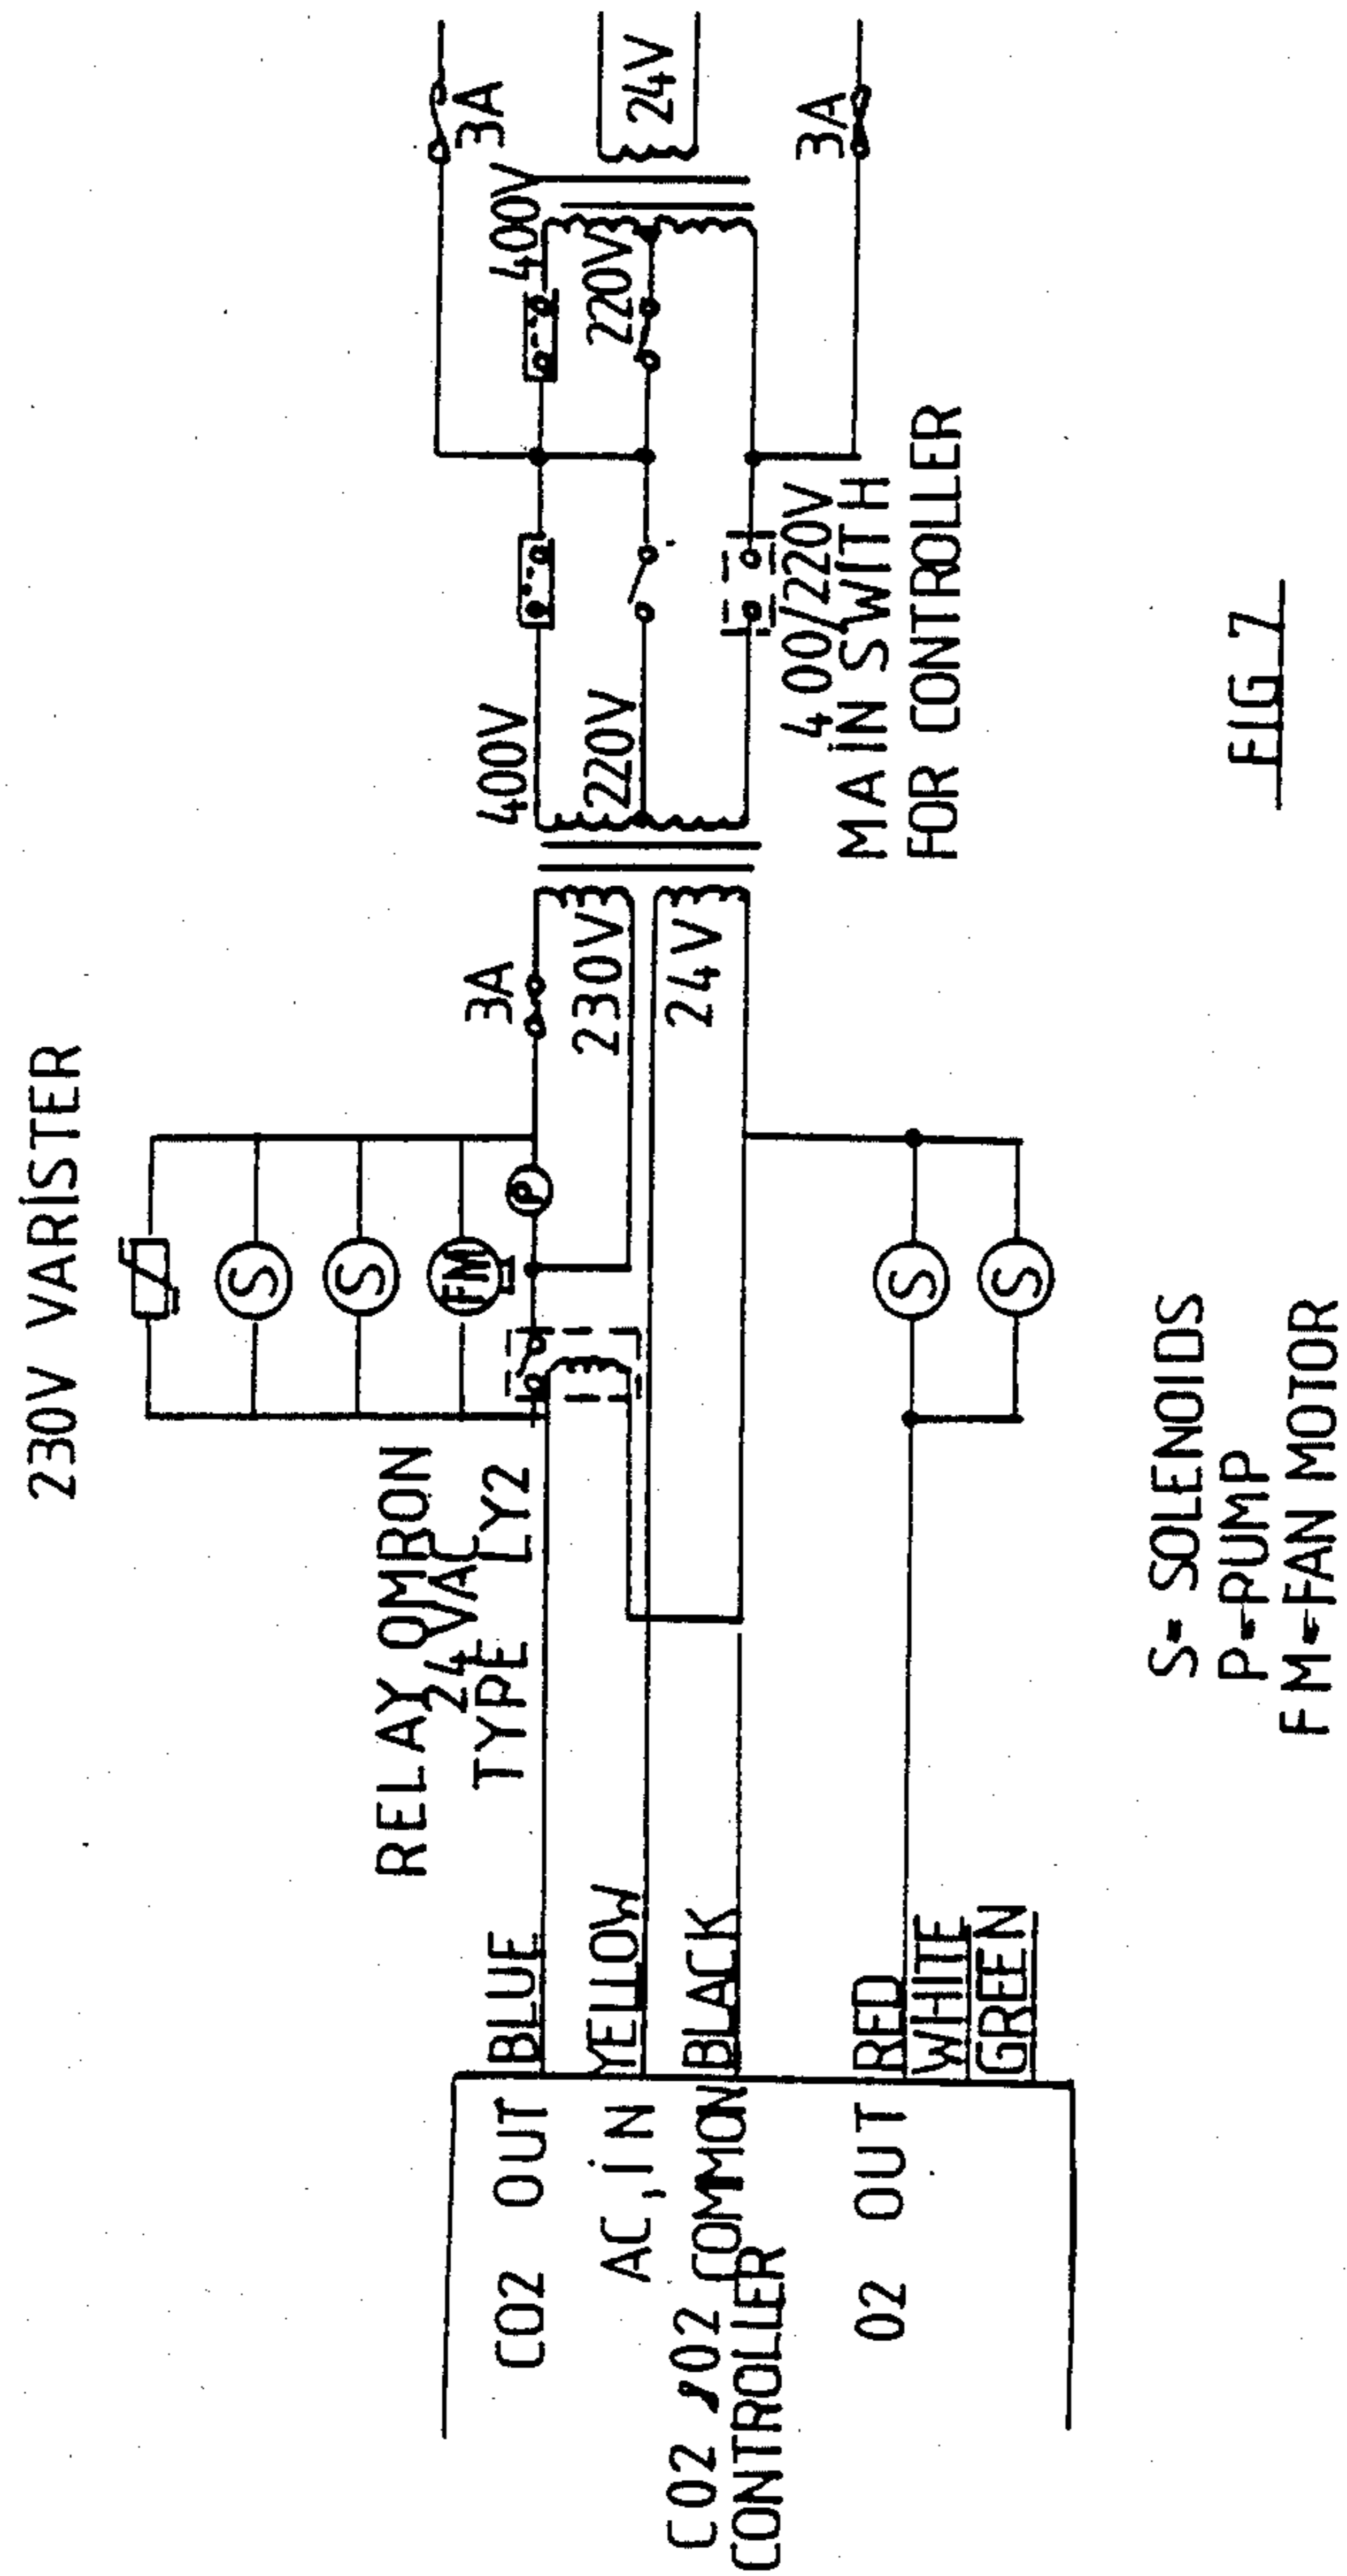 230V VARİSTER
RELAY OMRON
24 VAC
TYPE LY2
S
S
FM
P
3A
230V
24V
400V
220V
400V
220V
3A
24V
3A
400/220V
MAİN SWİTH
FOR CONTROLLER
CO2 OUT BLUE
AC, İN YELLOW
COMMON BLACK
CO2,O2
CONTROLLER
O2 OUT RED
WHITE
GREEN
S
S
S= SOLENOIDS
P=PUMP
FM=FAN MOTOR
FIG 7